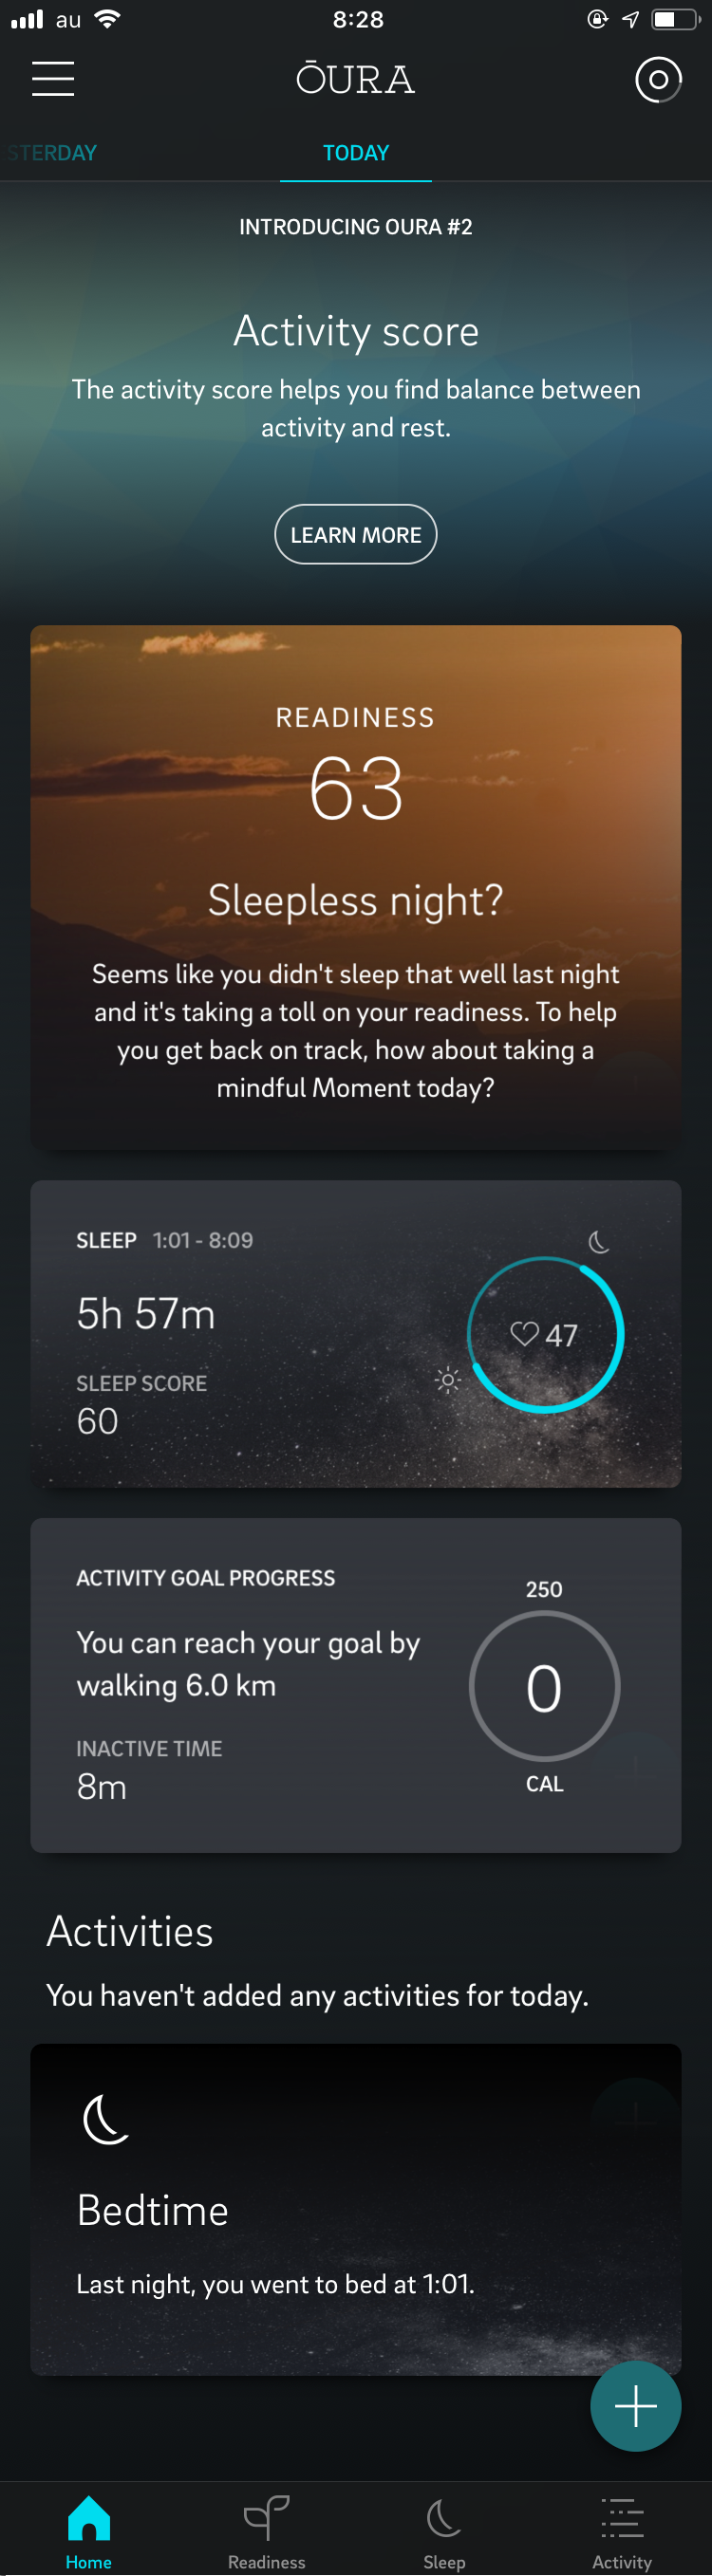 au 8:28
ŌURA
STERDAY TODAY
INTRODUCING OURA #2
Activity score
The activity score helps you find balance between
activity and rest.
LEARN MORE
READINESS
63
Sleepless night?
Seems like you didn't sleep that well last night
and it's taking a toll on your readiness. To help
you get back on track, how about taking a
mindful Moment today?
SLEEP 1:01 - 8:09
5h 57m
SLEEP SCORE
60
47
ACTIVITY GOAL PROGRESS
You can reach your goal by
walking 6.0 km
INACTIVE TIME
8m
250
0
CAL
Activities
You haven't added any activities for today.
Bedtime
Last night, you went to bed at 1:01.
Home Readiness Sleep Activity